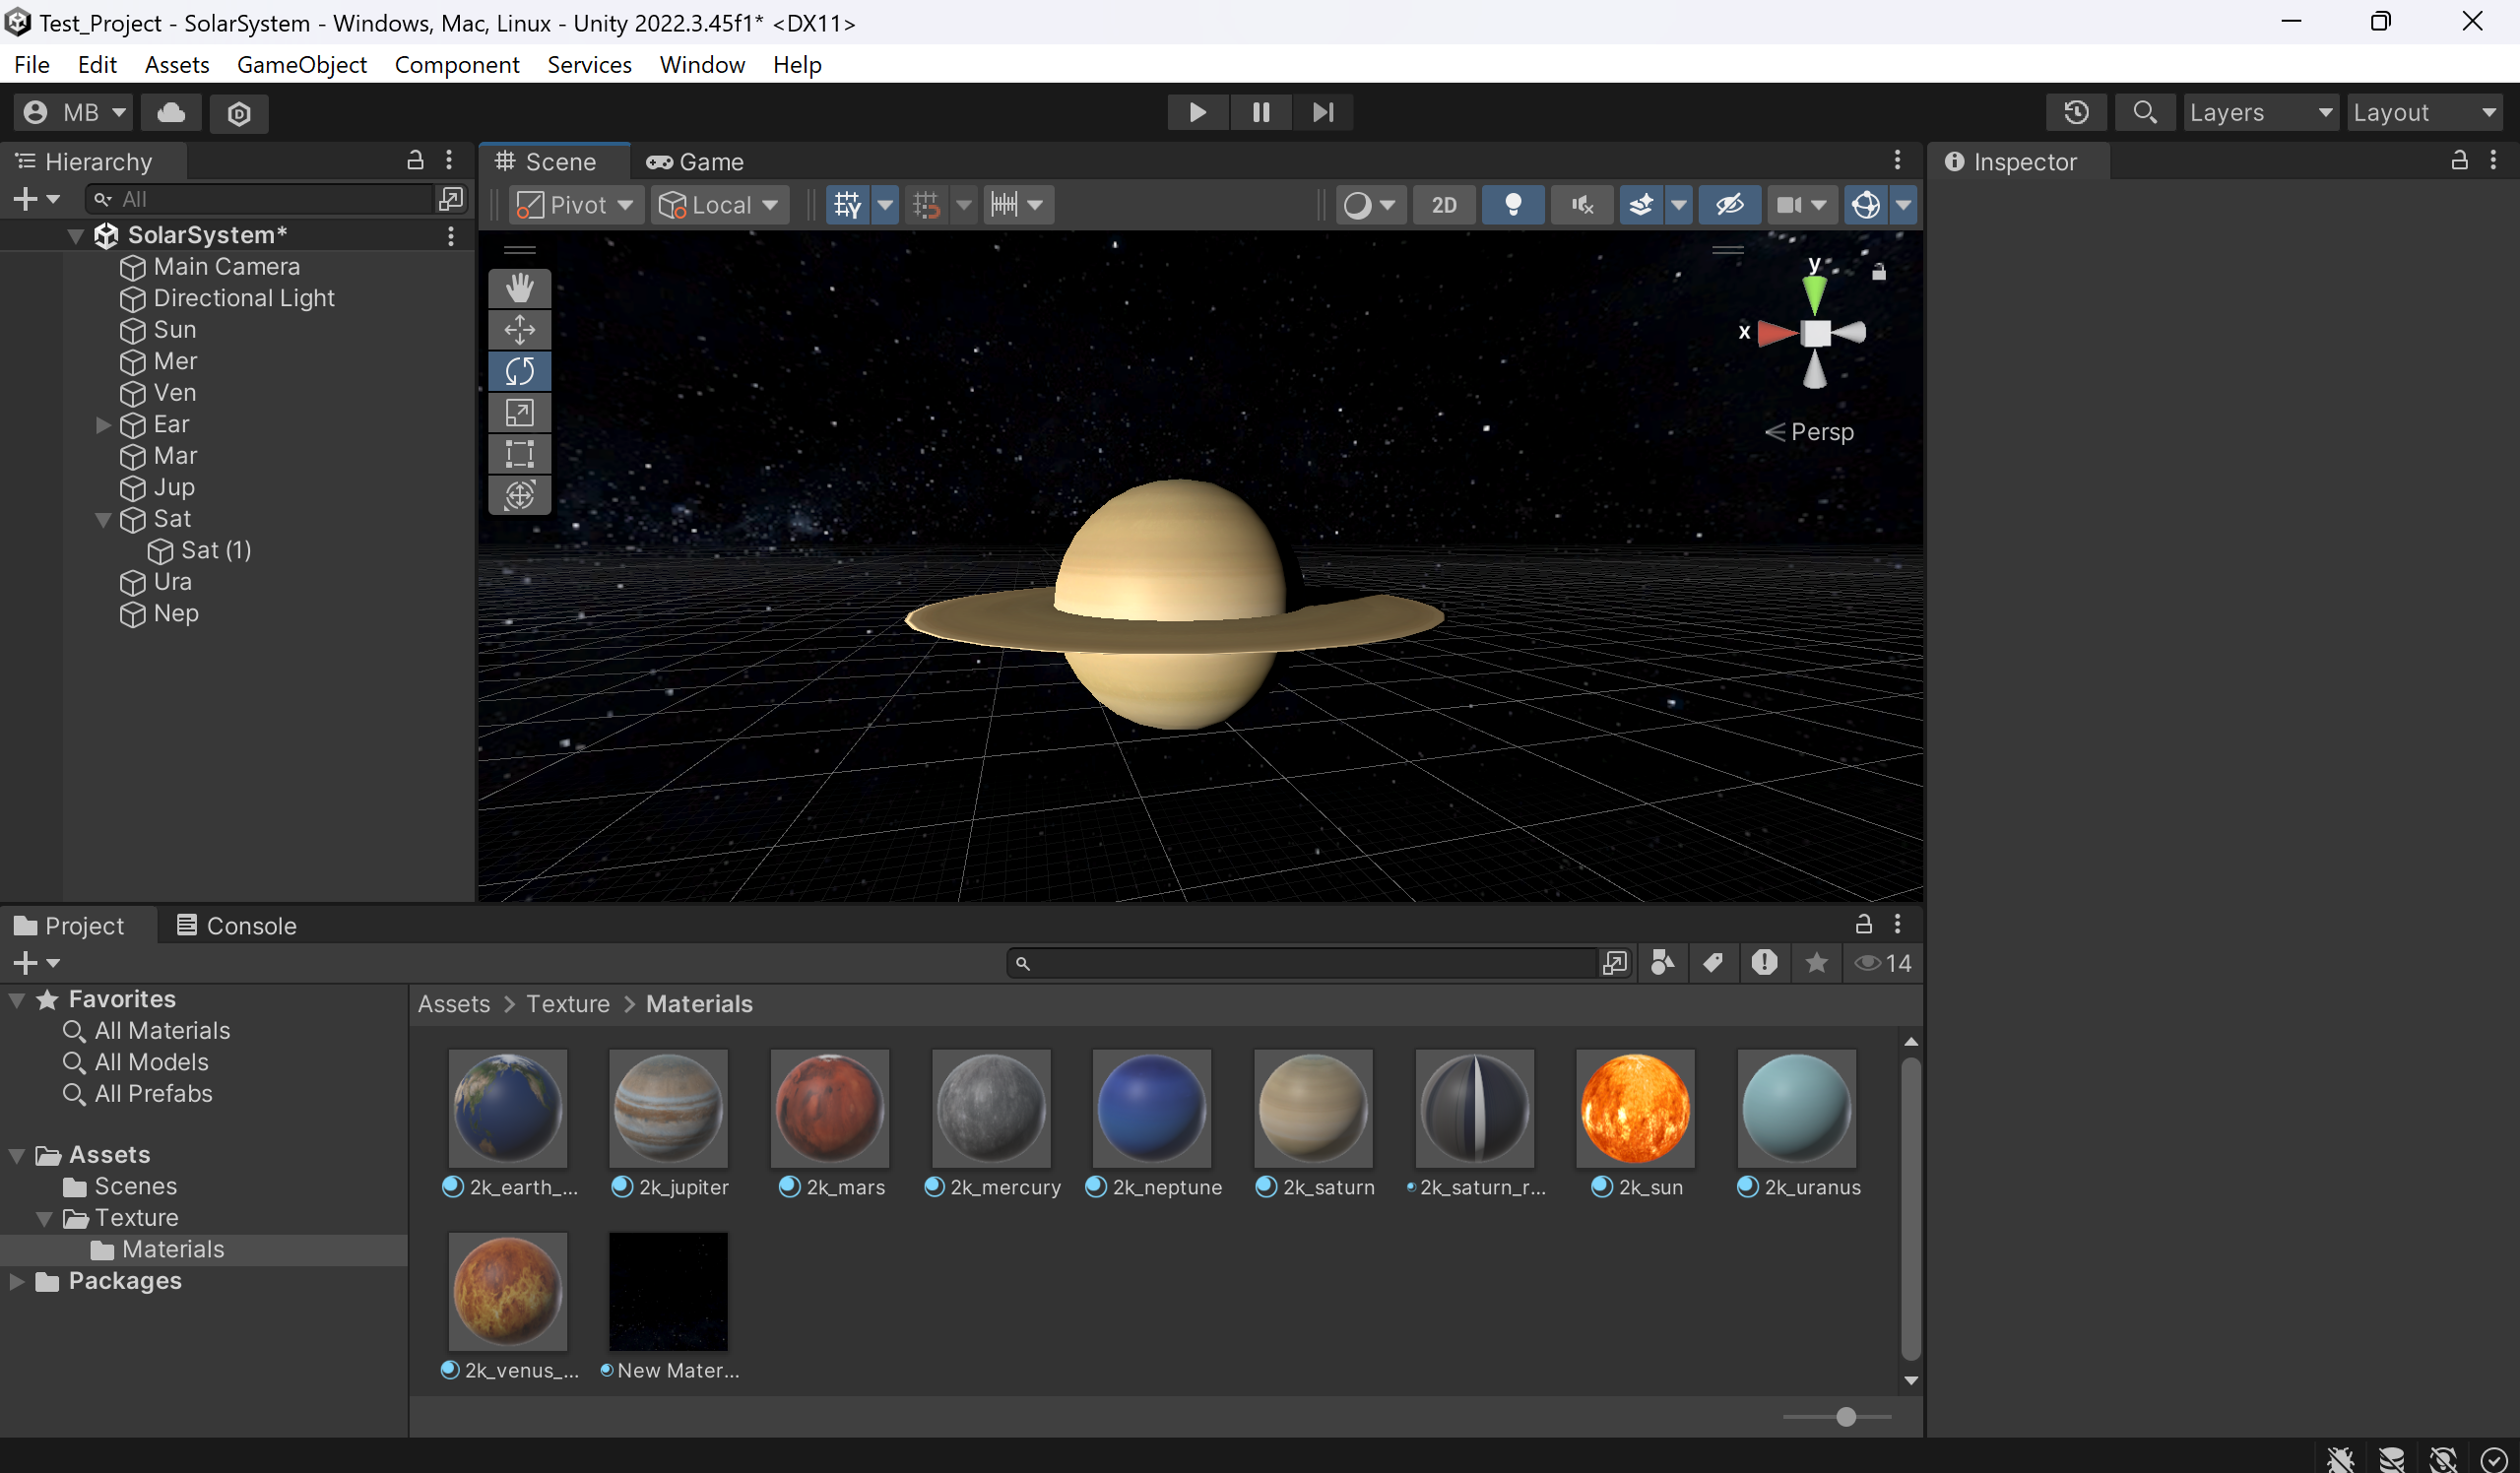 Test_Project - SolarSystem - Windows, Mac, Linux - Unity 2022.3.45f1* <DX11>
File Edit Assets GameObject Component Services Window Help
MB Layers Layout
Hierarchy
All
SolarSystem*
Main Camera
Directional Light
Sun
Mer
Ven
Ear
Mar
Jup
Sat
Sat (1)
Ura
Nep
Scene Game
Pivot Local 2D
y
x
Persp
Inspector
Project Console
14
Favorites
All Materials
All Models
All Prefabs
Assets
Scenes
Texture
Materials
Packages
Assets > Texture > Materials
2k_earth_... 2k_jupiter 2k_mars 2k_mercury 2k_neptune 2k_saturn 2k_saturn_r... 2k_sun 2k_uranus
2k_venus_... New Mater...